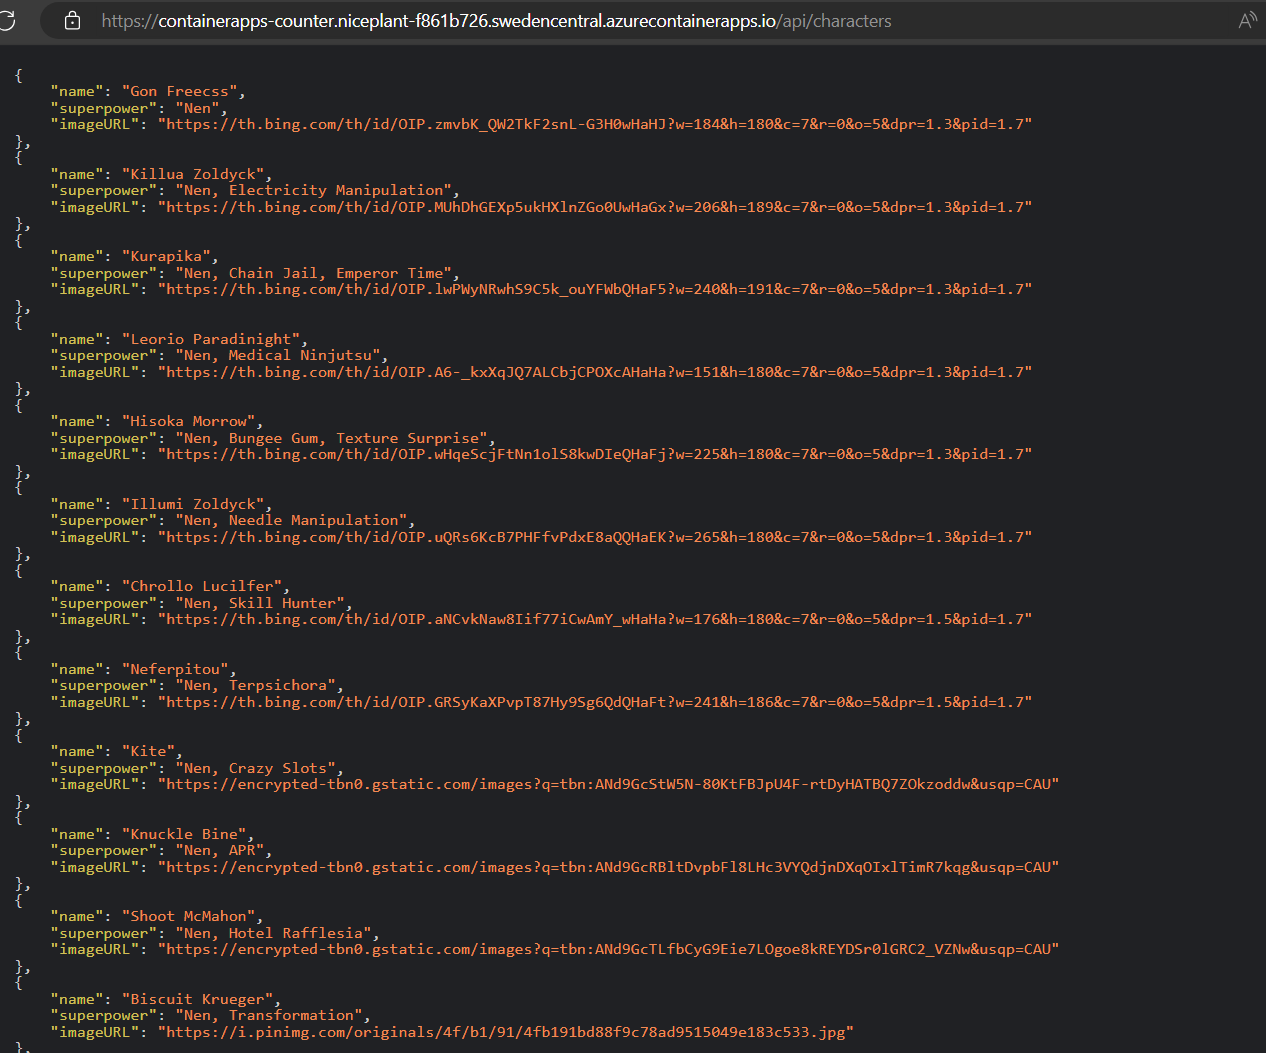 https://containerapps-counter.niceplant-f861b726.swedencentral.azurecontainerapps.io/api/characters
{
"name": "Gon Freecss",
"superpower": "Nen",
"imageURL": "https://th.bing.com/th/id/OIP.zmvbK_QW2TkF2snL-G3H0wHaHJ?w=184&h=180&c=7&r=0&o=5&dpr=1.3&pid=1.7"
},
{
"name": "Killua Zoldyck",
"superpower": "Nen, Electricity Manipulation",
"imageURL": "https://th.bing.com/th/id/OIP.MUhDhGEXp5ukHXlnZGo0UwHaGx?w=206&h=189&c=7&r=0&o=5&dpr=1.3&pid=1.7"
},
{
"name": "Kurapika",
"superpower": "Nen, Chain Jail, Emperor Time",
"imageURL": "https://th.bing.com/th/id/OIP.lwPWyNRwhS9C5k_ouYFWbQHaF5?w=240&h=191&c=7&r=0&o=5&dpr=1.3&pid=1.7"
},
{
"name": "Leorio Paradinight",
"superpower": "Nen, Medical Ninjutsu",
"imageURL": "https://th.bing.com/th/id/OIP.A6-_kxXqJQ7ALCbjCPOXcAHaHa?w=151&h=180&c=7&r=0&o=5&dpr=1.3&pid=1.7"
},
{
"name": "Hisoka Morrow",
"superpower": "Nen, Bungee Gum, Texture Surprise",
"imageURL": "https://th.bing.com/th/id/OIP.wHqeScjFtNn1olS8kwDIeQHaFj?w=225&h=180&c=7&r=0&o=5&dpr=1.3&pid=1.7"
},
{
"name": "Illumi Zoldyck",
"superpower": "Nen, Needle Manipulation",
"imageURL": "https://th.bing.com/th/id/OIP.uQRs6KcB7PHFfvPdxE8aQQHaEK?w=265&h=180&c=7&r=0&o=5&dpr=1.3&pid=1.7"
},
{
"name": "Chrollo Lucilfer",
"superpower": "Nen, Skill Hunter",
"imageURL": "https://th.bing.com/th/id/OIP.aNCvkNaw8Iif77iCwAmY_wHaHa?w=176&h=180&c=7&r=0&o=5&dpr=1.5&pid=1.7"
},
{
"name": "Neferpitou",
"superpower": "Nen, Terpsichora",
"imageURL": "https://th.bing.com/th/id/OIP.GRSyKaXPvpT87Hy9Sg6QdQHaFt?w=241&h=186&c=7&r=0&o=5&dpr=1.5&pid=1.7"
},
{
"name": "Kite",
"superpower": "Nen, Crazy Slots",
"imageURL": "https://encrypted-tbn0.gstatic.com/images?q=tbn:ANd9GcStW5N-80KtFBJpU4F-rtDyHATBQ7ZOkzoddw&usqp=CAU"
},
{
"name": "Knuckle Bine",
"superpower": "Nen, APR",
"imageURL": "https://encrypted-tbn0.gstatic.com/images?q=tbn:ANd9GcRBltDvpbFl8LHc3VYQdjnDXqOIxlTimR7kqg&usqp=CAU"
},
{
"name": "Shoot McMahon",
"superpower": "Nen, Hotel Rafflesia",
"imageURL": "https://encrypted-tbn0.gstatic.com/images?q=tbn:ANd9GcTLfbCyG9Eie7LOgoe8kREYDSr0lGRC2_VZNw&usqp=CAU"
},
{
"name": "Biscuit Krueger",
"superpower": "Nen, Transformation",
"imageURL": "https://i.pinimg.com/originals/4f/b1/91/4fb191bd88f9c78ad9515049e183c533.jpg"
},